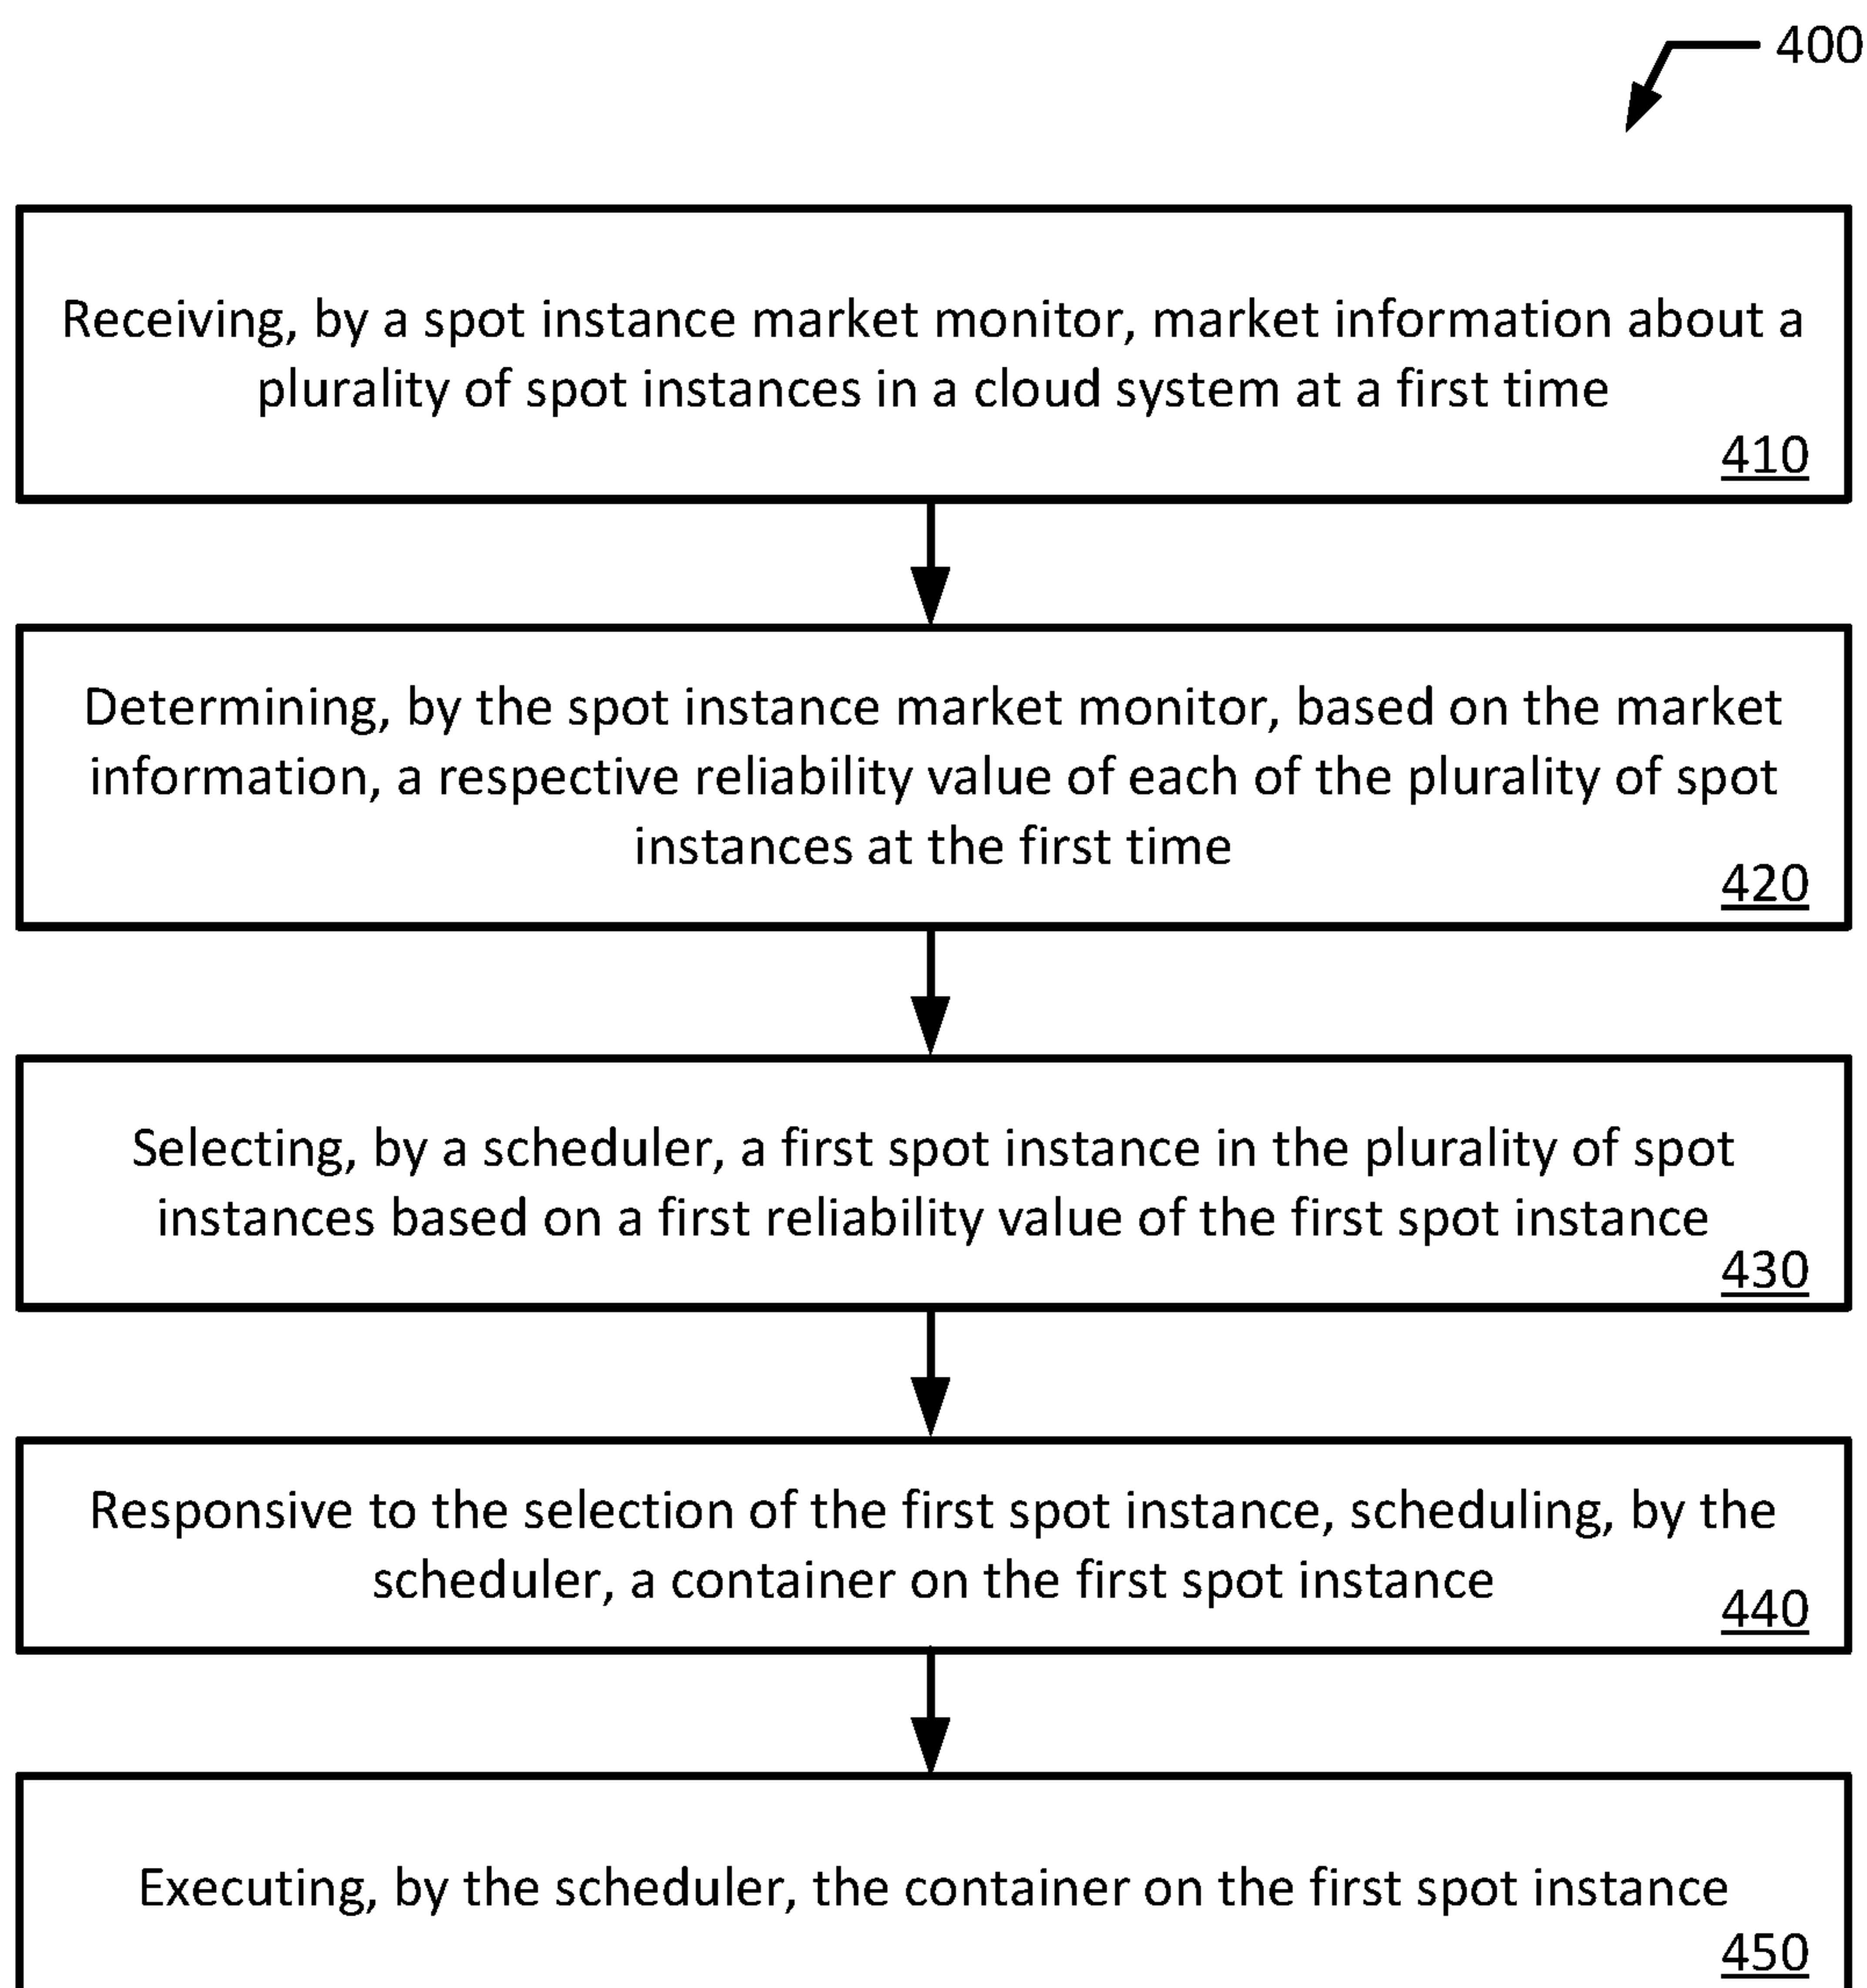 400
Receiving, by a spot instance market monitor, market information about a
plurality of spot instances in a cloud system at a first time
410
Determining, by the spot instance market monitor, based on the market
information, a respective reliability value of each of the plurality of spot
instances at the first time
420
Selecting, by a scheduler, a first spot instance in the plurality of spot
instances based on a first reliability value of the first spot instance
430
Responsive to the selection of the first spot instance, scheduling, by the
scheduler, a container on the first spot instance
440
Executing, by the scheduler, the container on the first spot instance
450